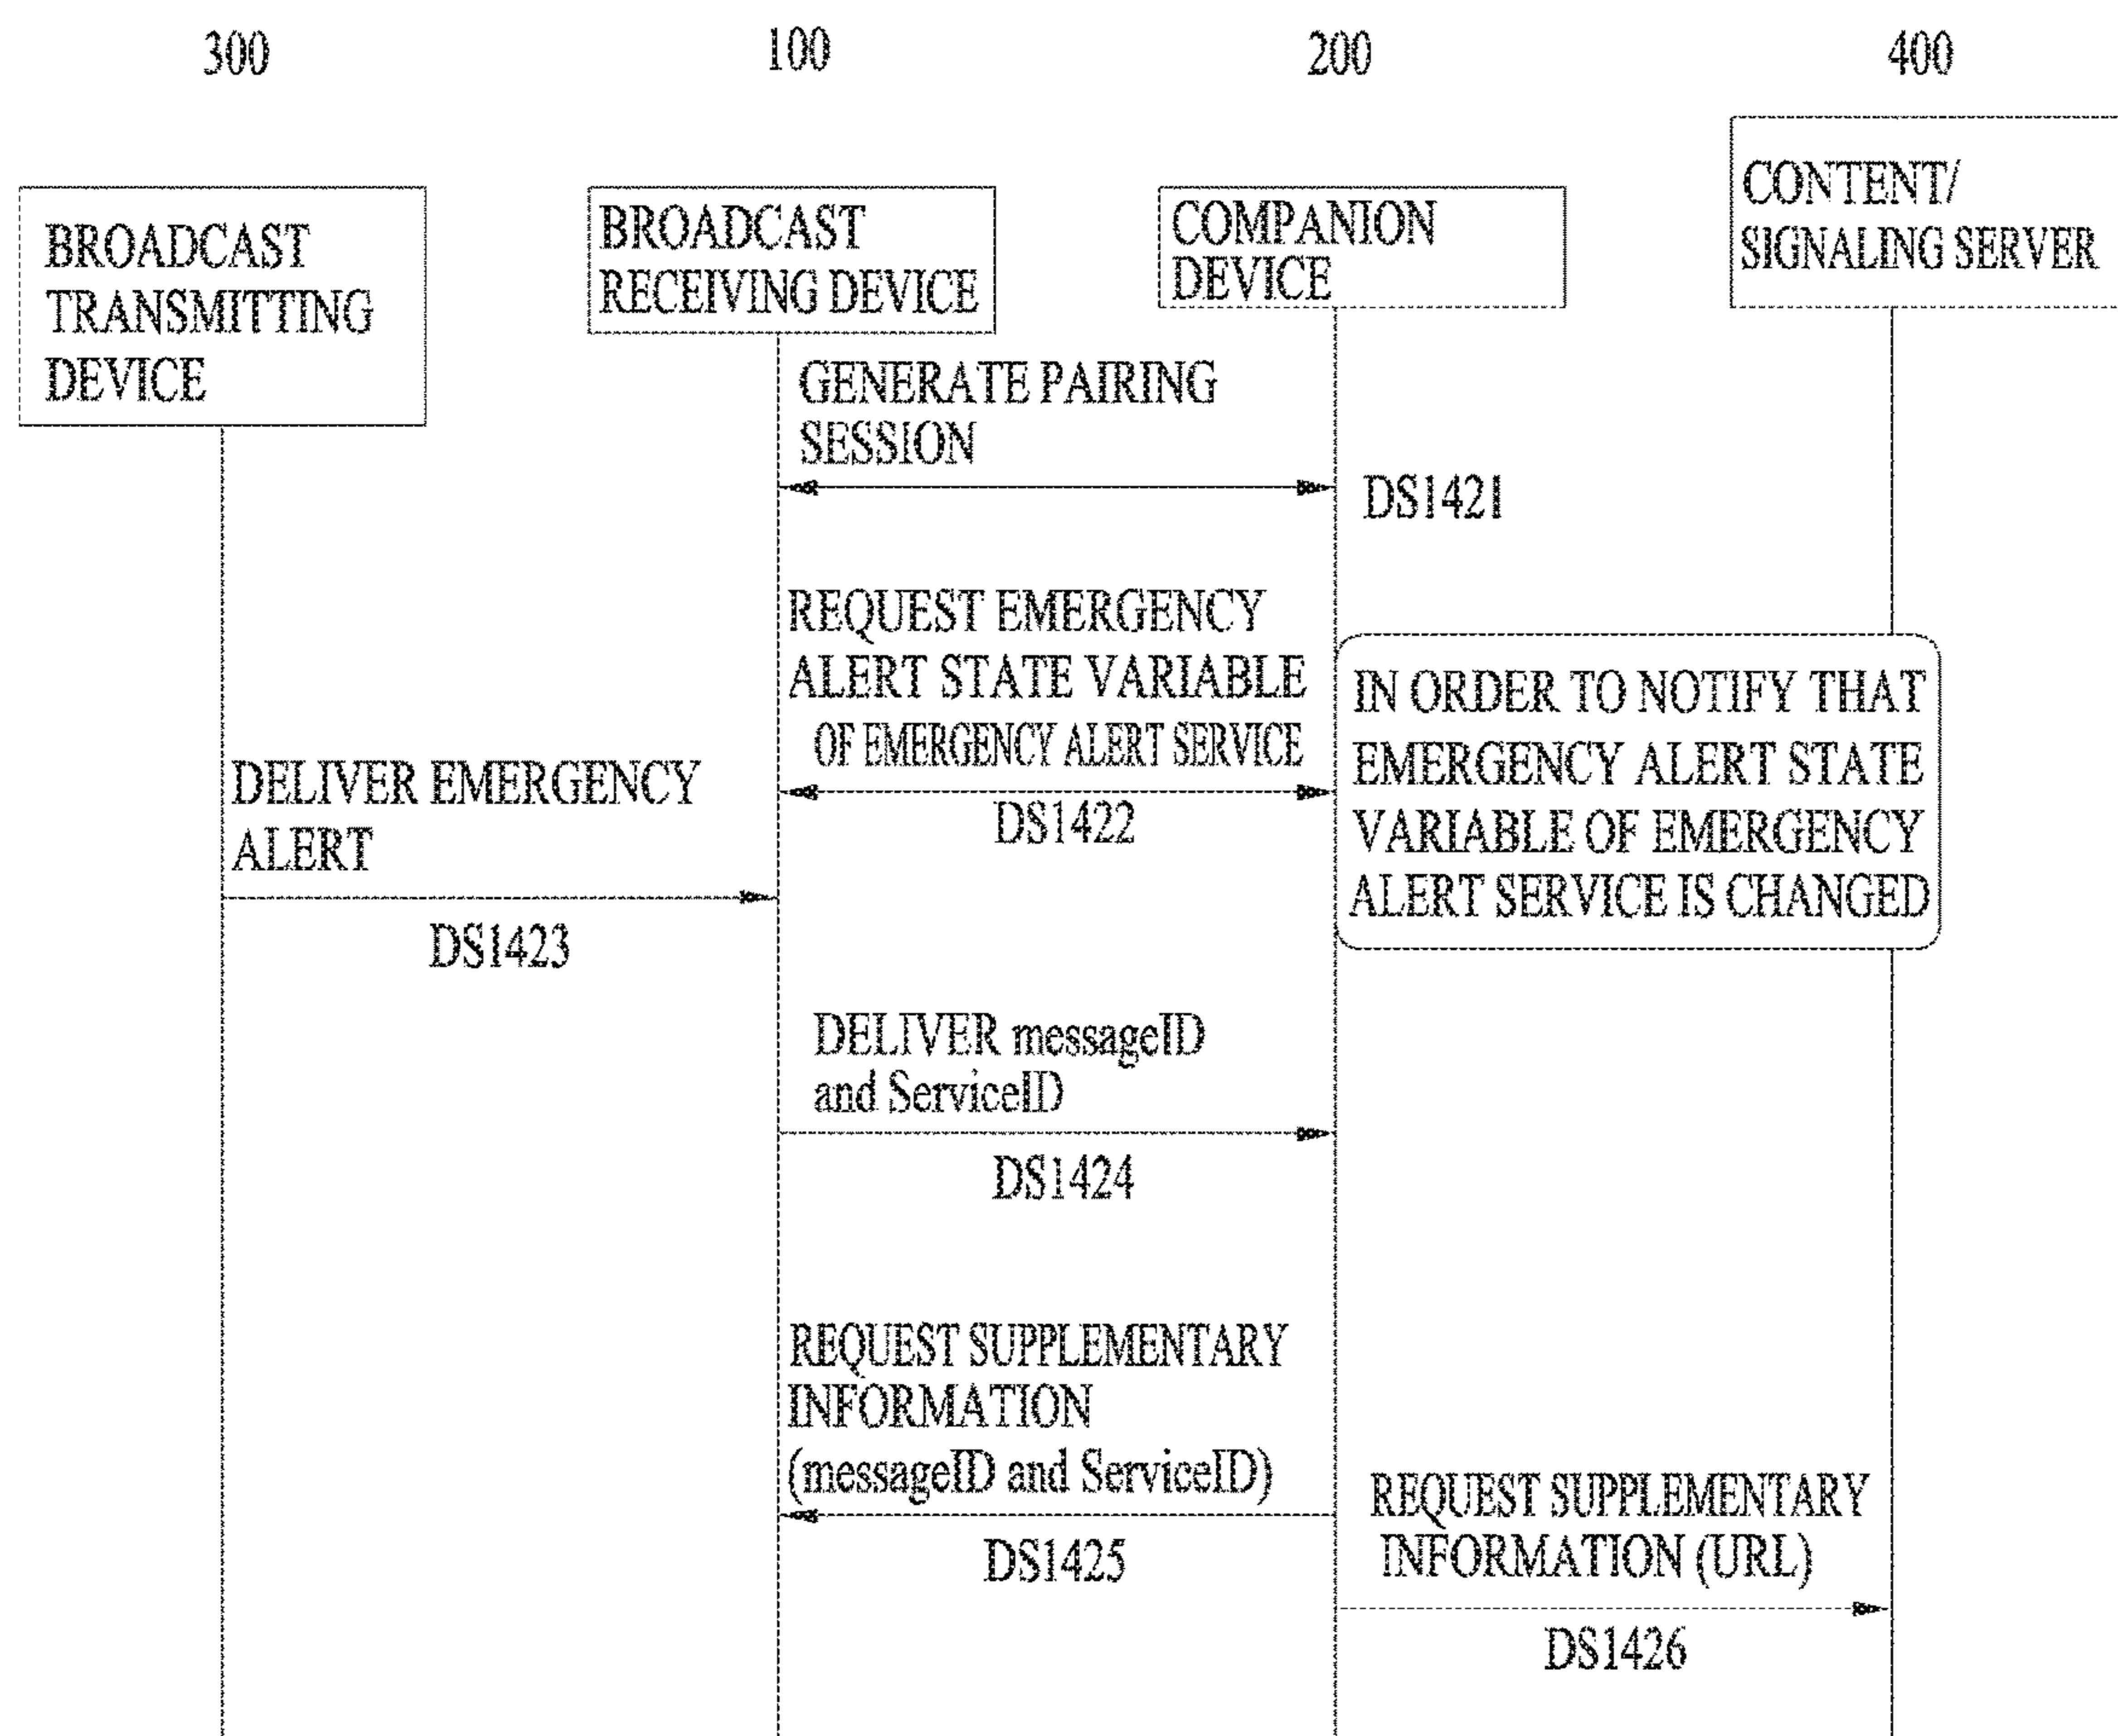 300
100
200
400
BROADCAST
TRANSMITTING
DEVICE
BROADCAST
RECEIVING DEVICE
COMPANION
DEVICE
CONTENT/
SIGNALING SERVER
GENERATE PAIRING
SESSION
DS1421
REQUEST EMERGENCY
ALERT STATE VARIABLE
OF EMERGENCY ALERT SERVICE
DS1422
IN ORDER TO NOTIFY THAT
EMERGENCY ALERT STATE
VARIABLE OF EMERGENCY
ALERT SERVICE IS CHANGED
DELIVER EMERGENCY
ALERT
DS1423
DELIVER messageID
and ServiceID
DS1424
REQUEST SUPPLEMENTARY
INFORMATION
(messageID and ServiceID)
DS1425
REQUEST SUPPLEMENTARY
INFORMATION (URL)
DS1426